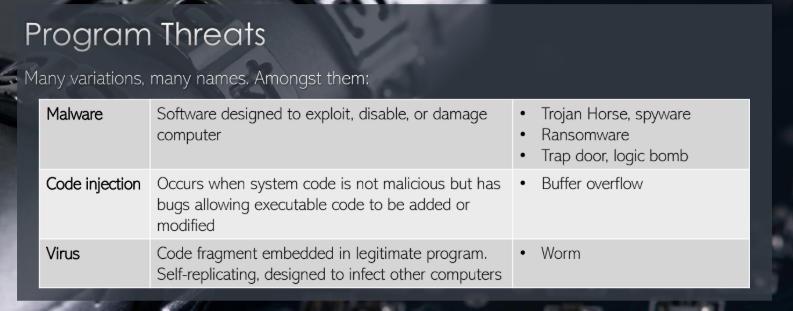 Program Threats
Many variations, many names. Amongst them:
Malware
Software designed to exploit, disable, or damage
computer
• Trojan Horse, spyware
• Ransomware
• Trap door, logic bomb
Code injection
Occurs when system code is not malicious but has
bugs allowing executable code to be added or
modified
• Buffer overflow
Virus
Code fragment embedded in legitimate program.
Self-replicating, designed to infect other computers
• Worm